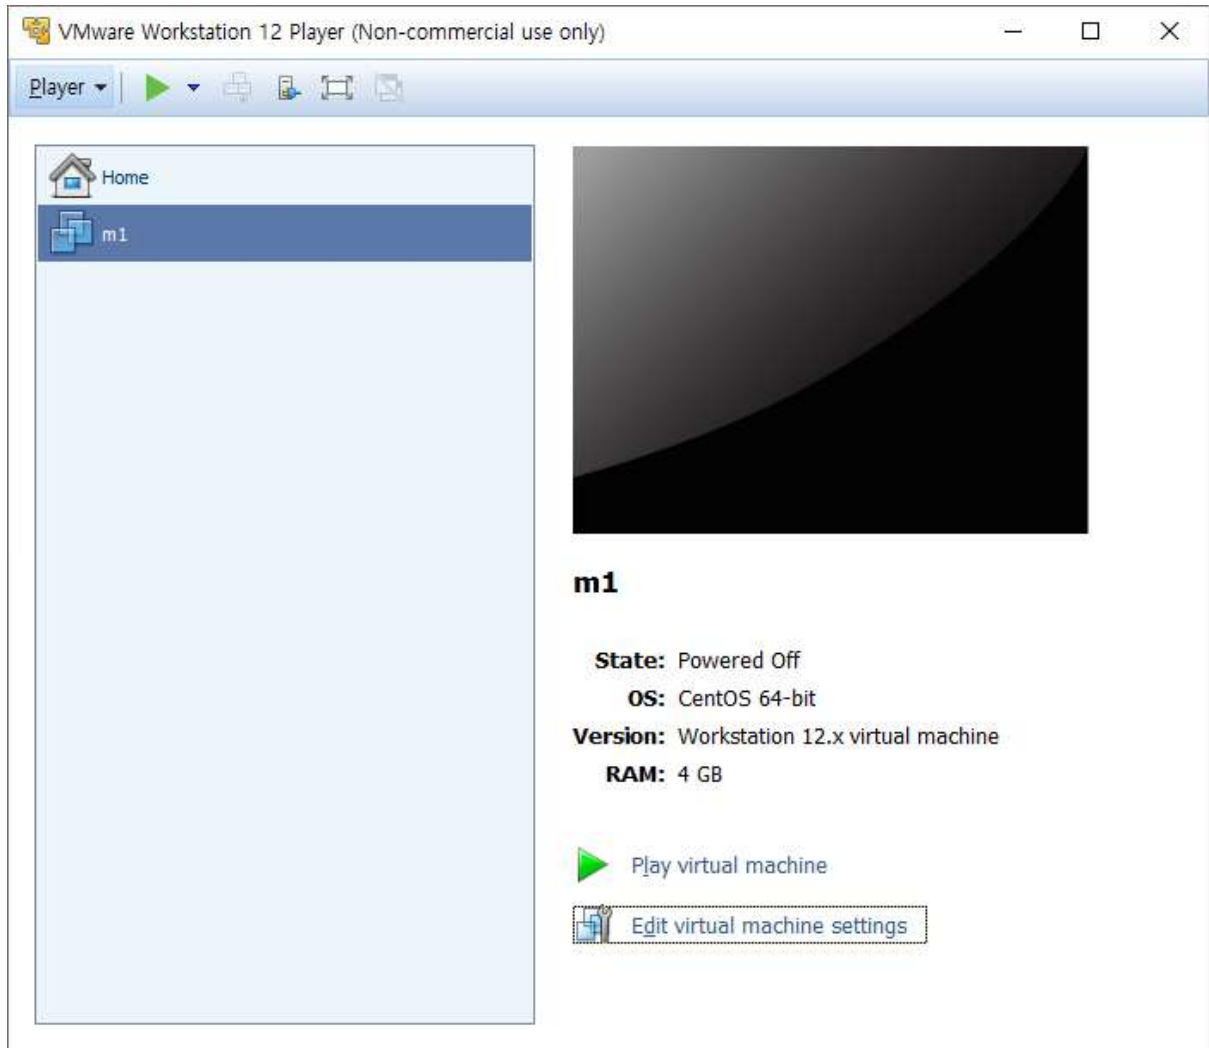 VMware Workstation 12 Player (Non-commercial use only)
Player
Home
m1
m1
State: Powered Off
OS: CentOS 64-bit
Version: Workstation 12.x virtual machine
RAM: 4 GB
Play virtual machine
Edit virtual machine settings